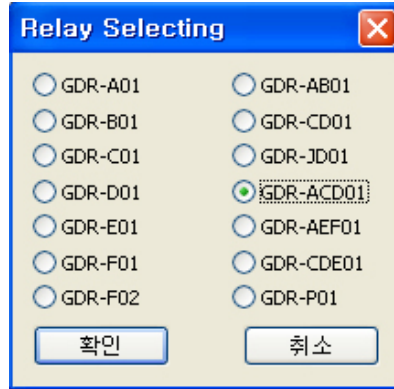 Relay Selecting
GDR-A01 GDR-AB01
GDR-B01 GDR-CD01
GDR-C01 GDR-JD01
GDR-D01 GDR-ACD01
GDR-E01 GDR-AEF01
GDR-F01 GDR-CDE01
GDR-F02 GDR-P01
확인 취소